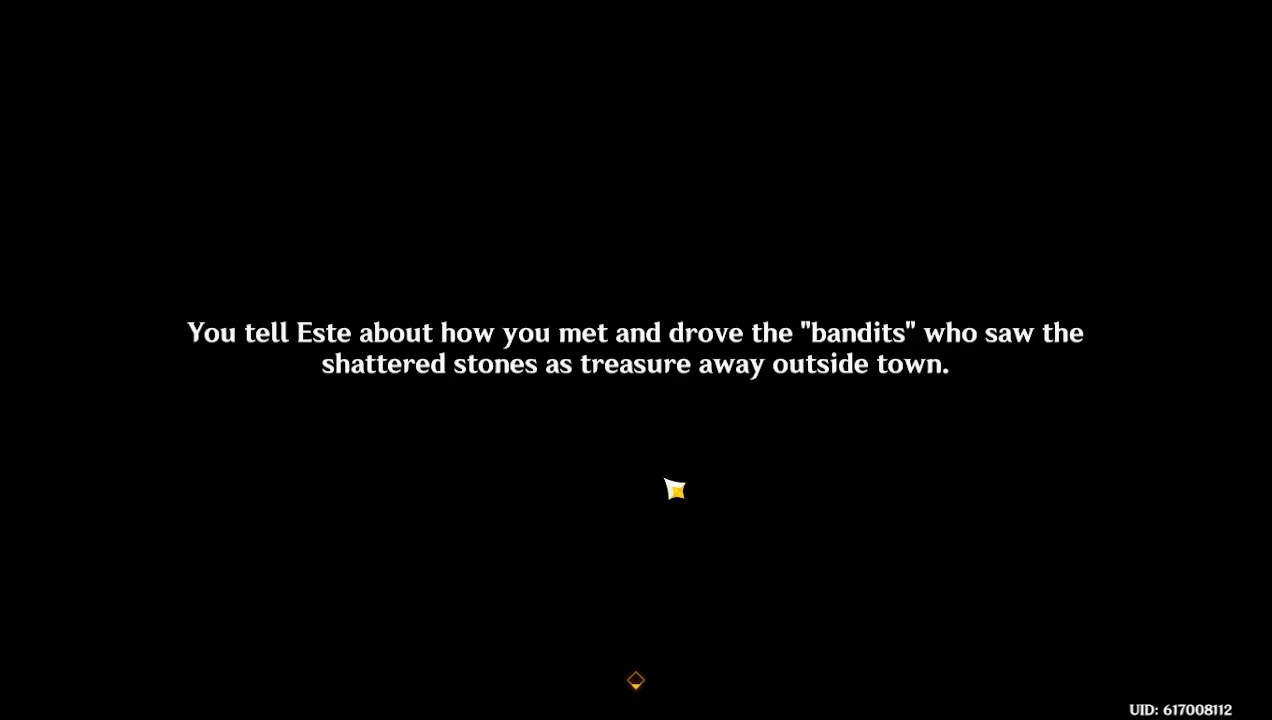 You tell Este about how you met and drove the "bandits" who saw the
shattered stones as treasure away outside town.
UID: 617008112